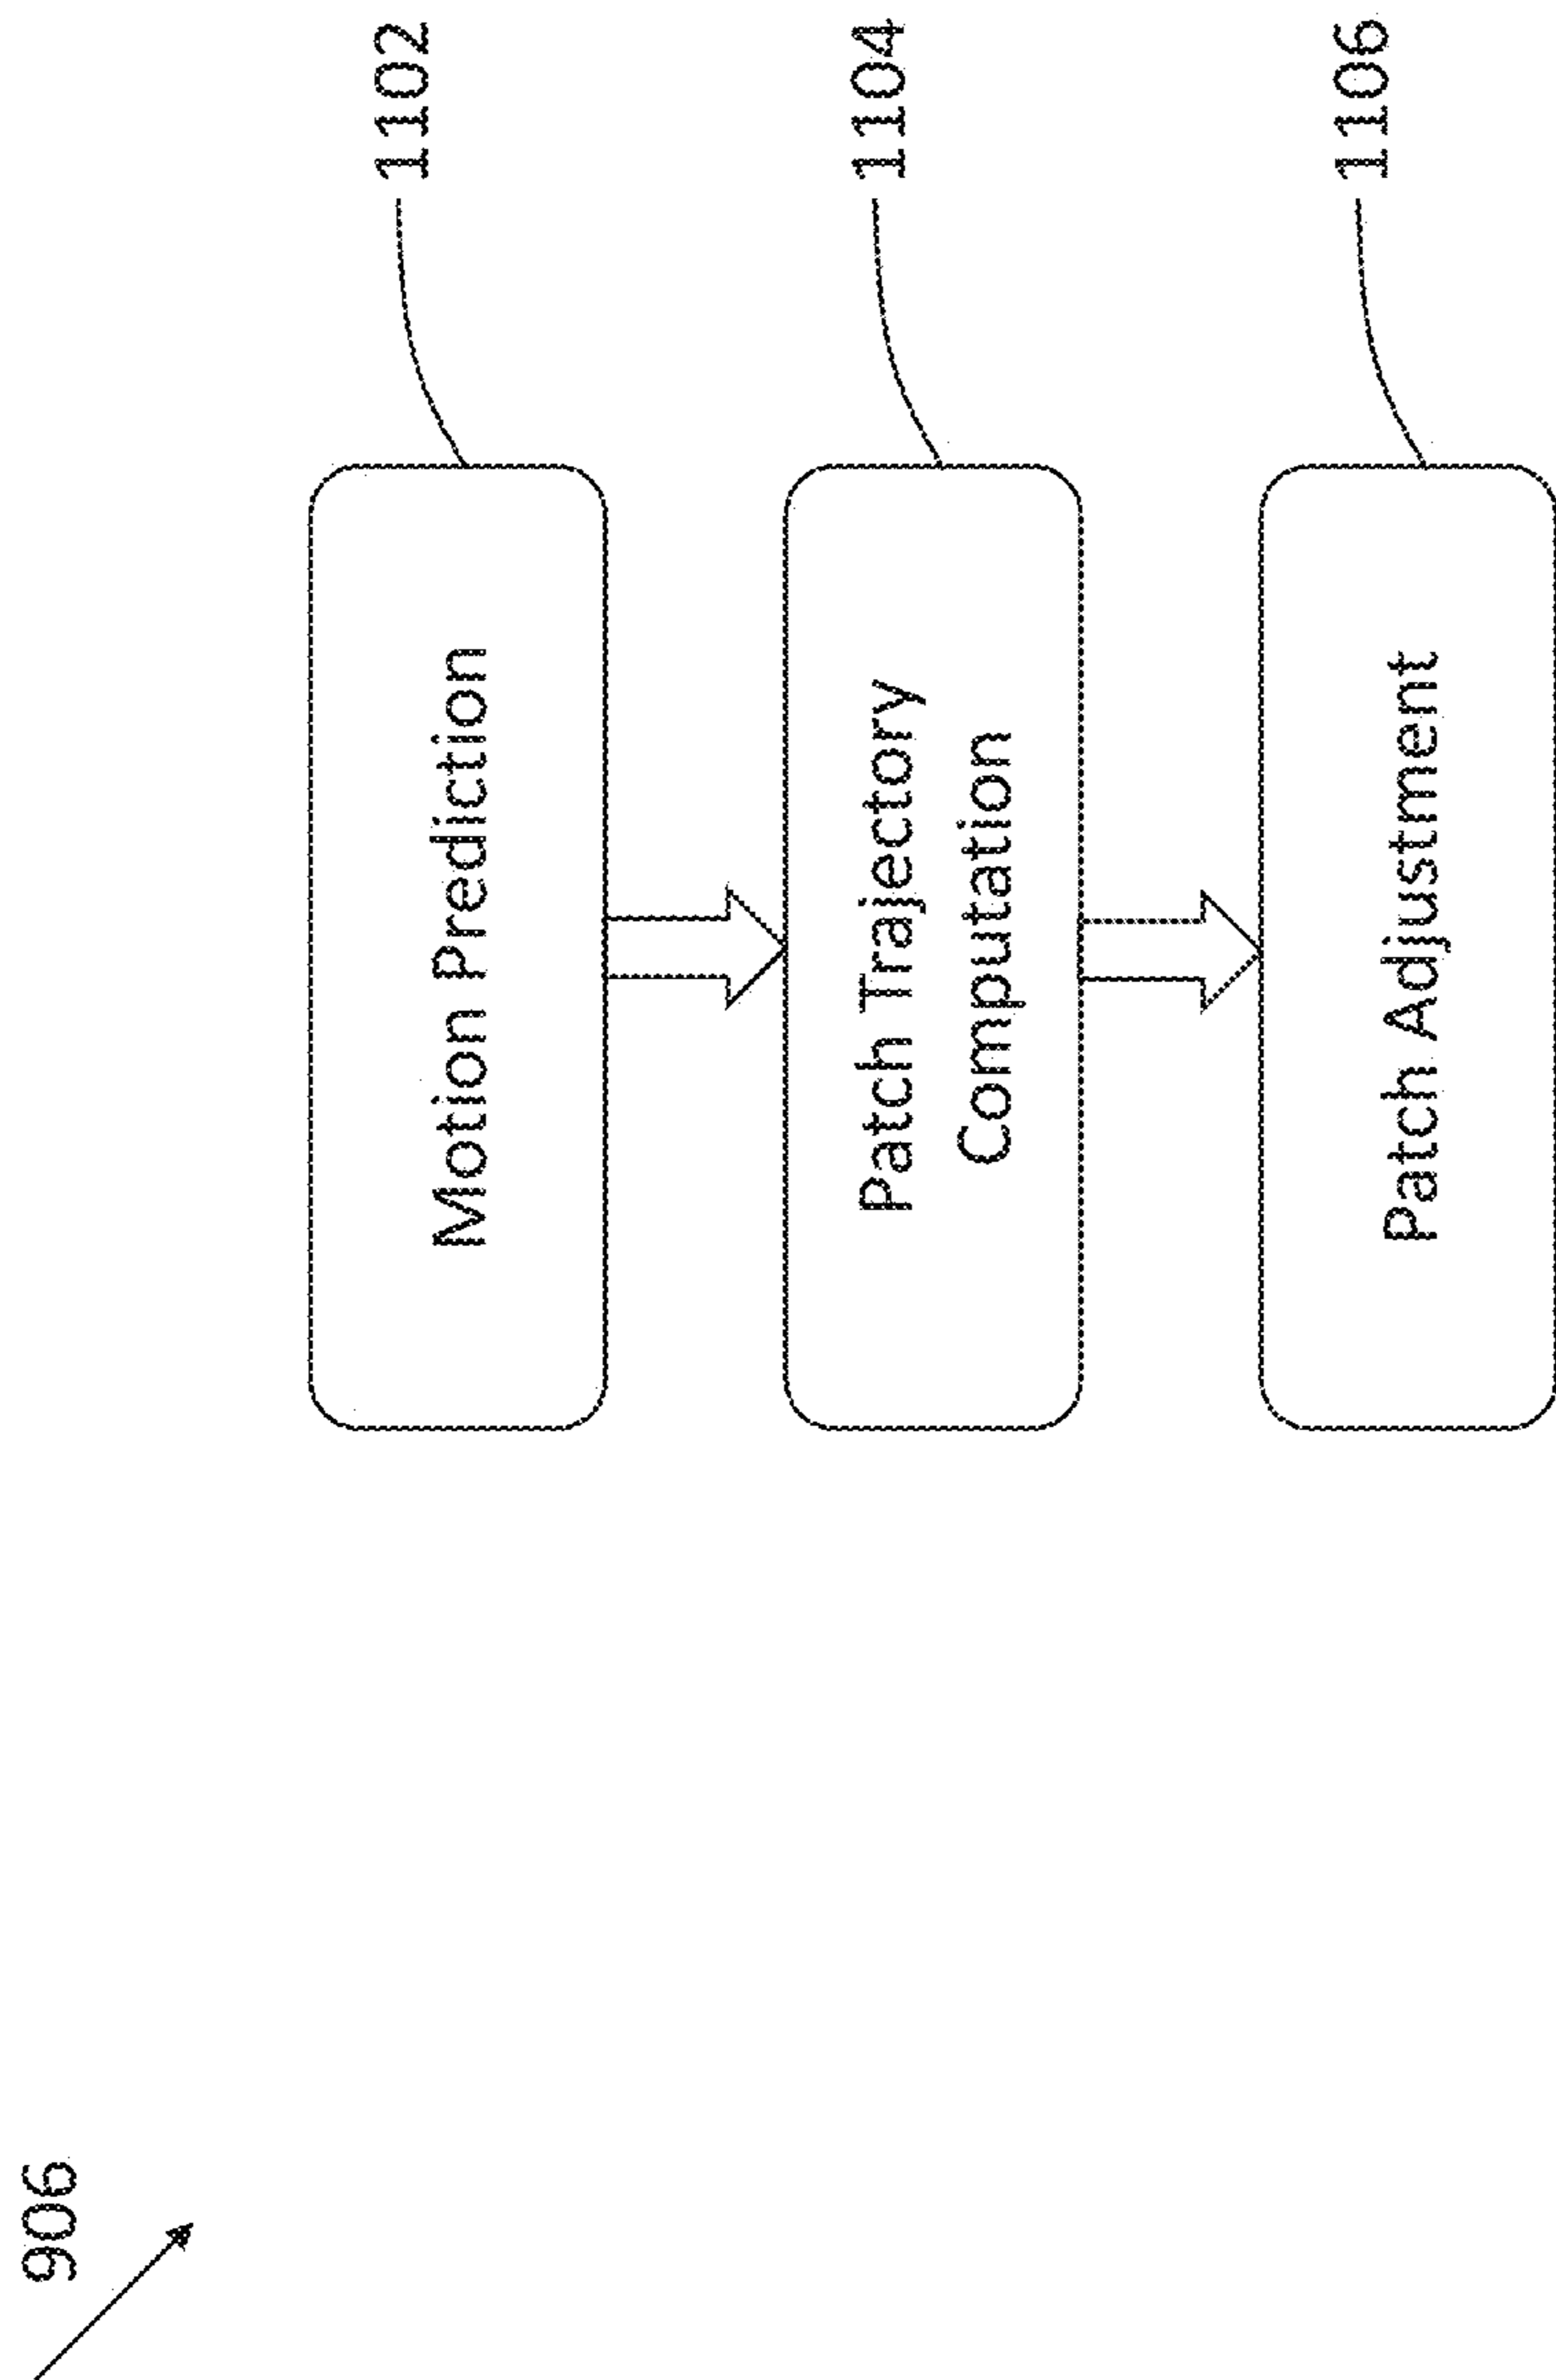 906
Motion Prediction
1102
Patch Trajectory
Computation
1104
Patch Adjustment
1106